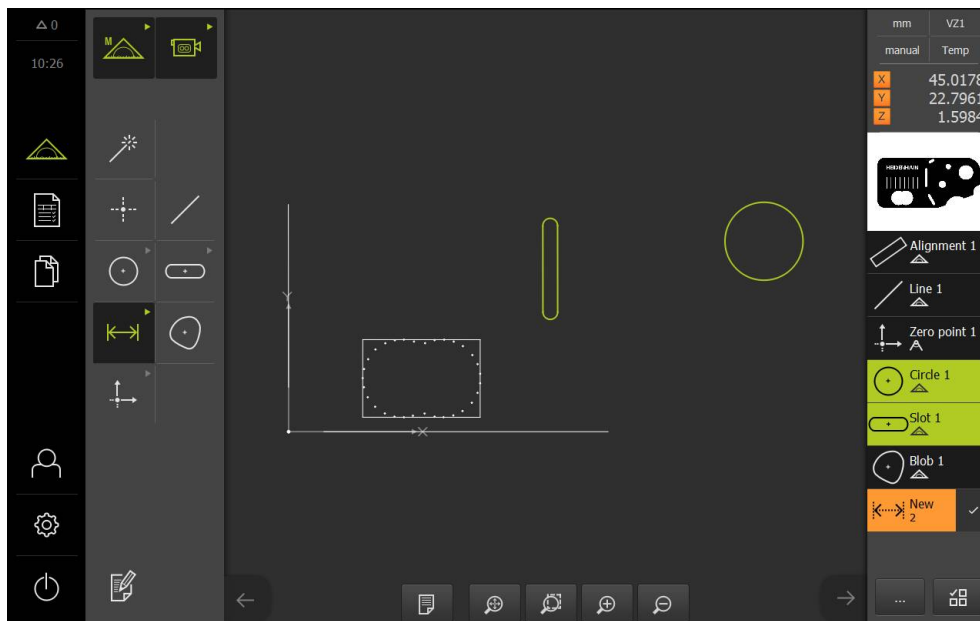 0
10:26
M
Y
X
mm VZ1
manual Temp
X 45.0178
Y 22.7961
Z 1.5984
HEIDENHAIN
Alignment 1
Line 1
Zero point 1
Circle 1
Slot 1
Blob 1
New
2
...